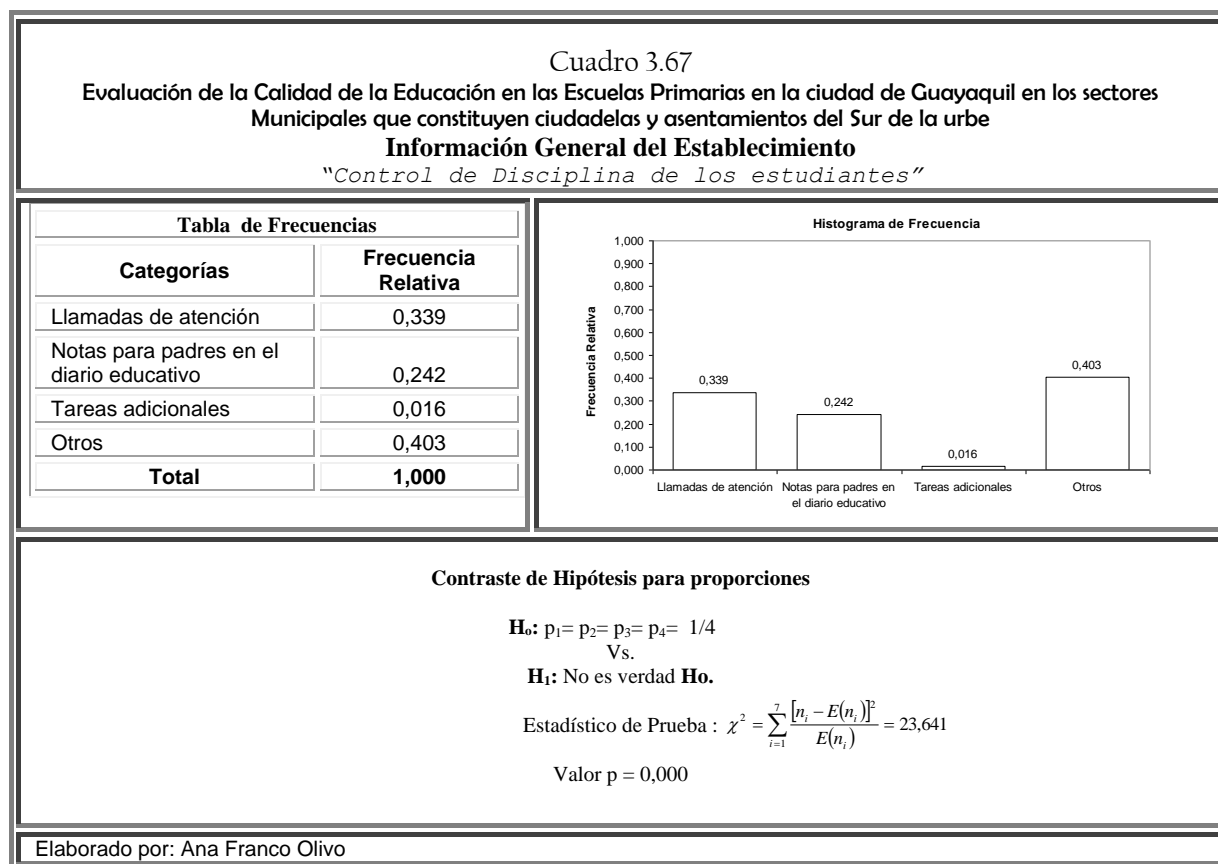 Cuadro 3.67
Evaluación de la Calidad de la Educación en las Escuelas Primarias en la ciudad de Guayaquil en los sectores
Municipales que constituyen ciudadelas y asentamientos del Sur de la urbe
Información General del Establecimiento
“Control de Disciplina de los estudiantes”
Tabla de Frecuencias
Categorías
Frecuencia
Relativa
Llamadas de atención 0,339
Notas para padres en el
diario educativo 0,242
Tareas adicionales 0,016
Otros 0,403
Total 1,000
Histograma de Frecuencia
Frecuencia Relativa
1,000
0,900
0,800
0,700
0,600
0,500
0,400
0,300
0,200
0,100
0,000
0,339
0,242
0,016
0,403
Llamadas de atención
Notas para padres en
el diario educativo
Tareas adicionales
Otros
Contraste de Hipótesis para proporciones
Ho: p1= p2= p3= p4= 1/4
Vs.
H1: No es verdad Ho.
Estadístico de Prueba : χ² = ∑_{i=1}^{7} [n_i − E(n_i)]² / E(n_i) = 23,641
Valor p = 0,000
Elaborado por: Ana Franco Olivo